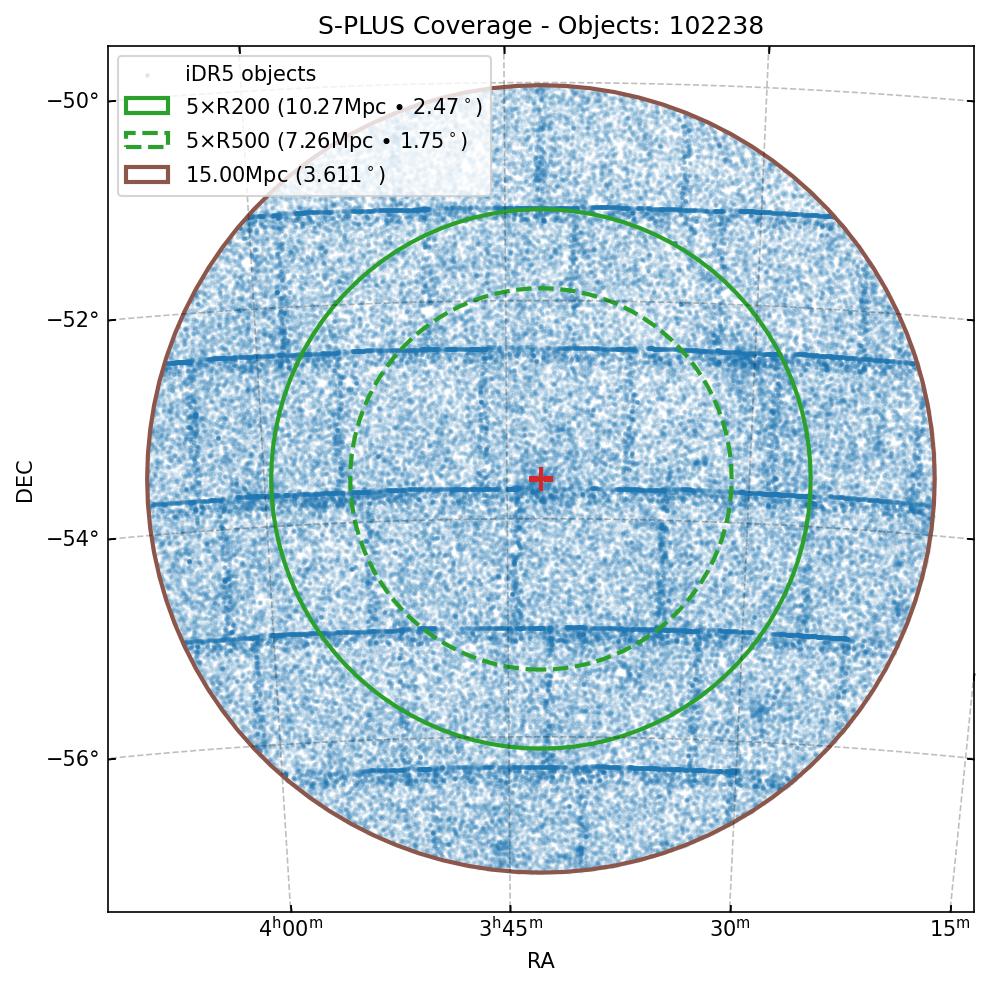 S-PLUS Coverage - Objects: 102238
iDR5 objects
5×R200 (10.27Mpc • 2.47°)
5×R500 (7.26Mpc • 1.75°)
15.00Mpc (3.611°)
−50°
−52°
−54°
−56°
DEC
4h00m 3h45m 30m 15m
RA